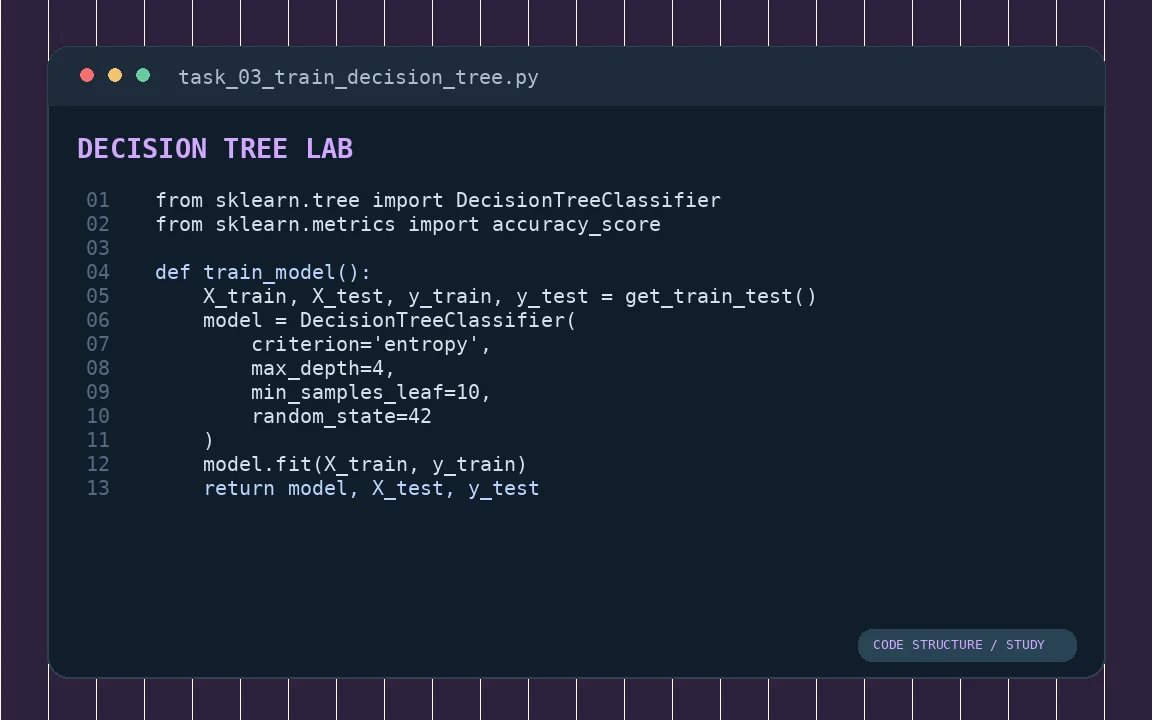 task_03_train_decision_tree.py
DECISION TREE LAB
01 from sklearn.tree import DecisionTreeClassifier
02 from sklearn.metrics import accuracy_score
03
04 def train_model():
05     X_train, X_test, y_train, y_test = get_train_test()
06     model = DecisionTreeClassifier(
07         criterion='entropy',
08         max_depth=4,
09         min_samples_leaf=10,
10         random_state=42
11     )
12     model.fit(X_train, y_train)
13     return model, X_test, y_test
CODE STRUCTURE / STUDY